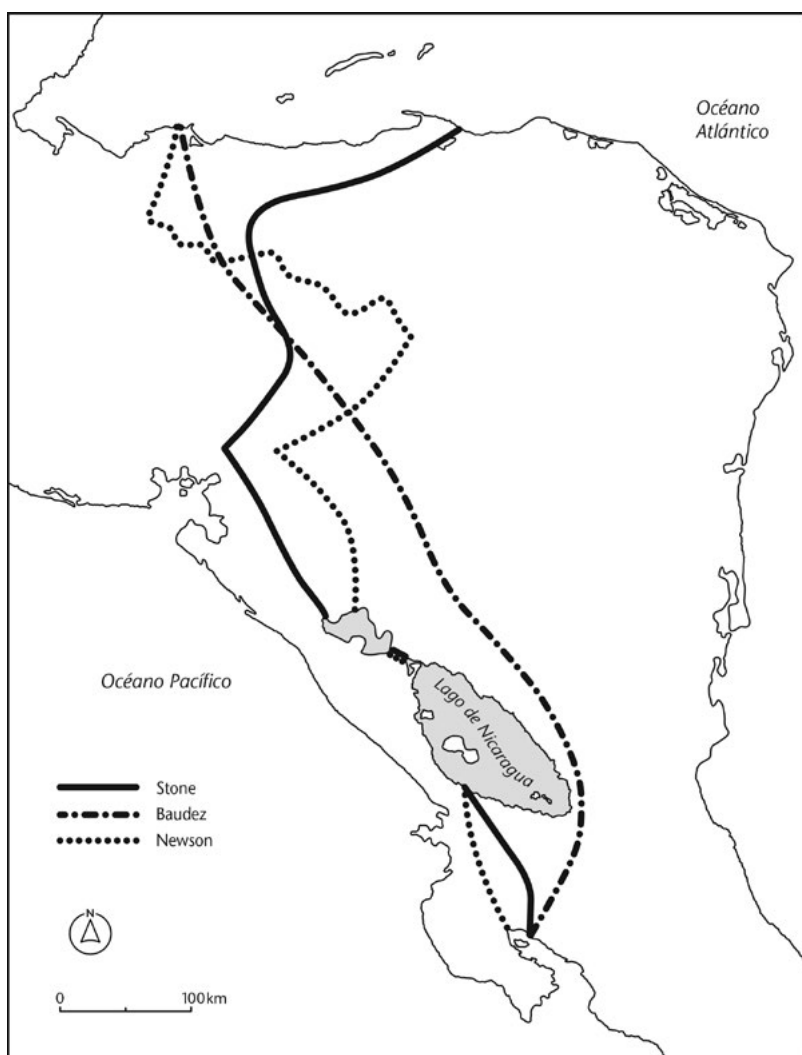 Océano
Atlántico
Océano Pacífico
Lago de Nicaragua
Stone
Baudez
Newson
N
0 100 km